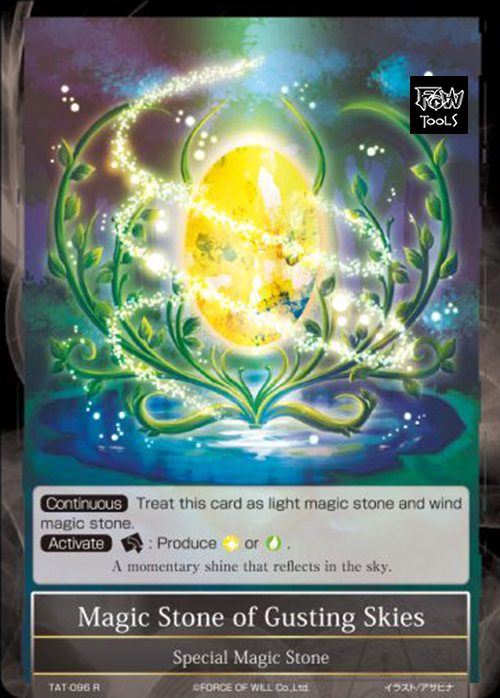 FOW
TOOLS
Continuous Treat this card as light magic stone and wind
magic stone.
Activate : Produce or .
A momentary shine that reflects in the sky.
Magic Stone of Gusting Skies
Special Magic Stone
TAT-096 R ©FORCE OF WILL Co.,Ltd. イラスト/アサヒナ